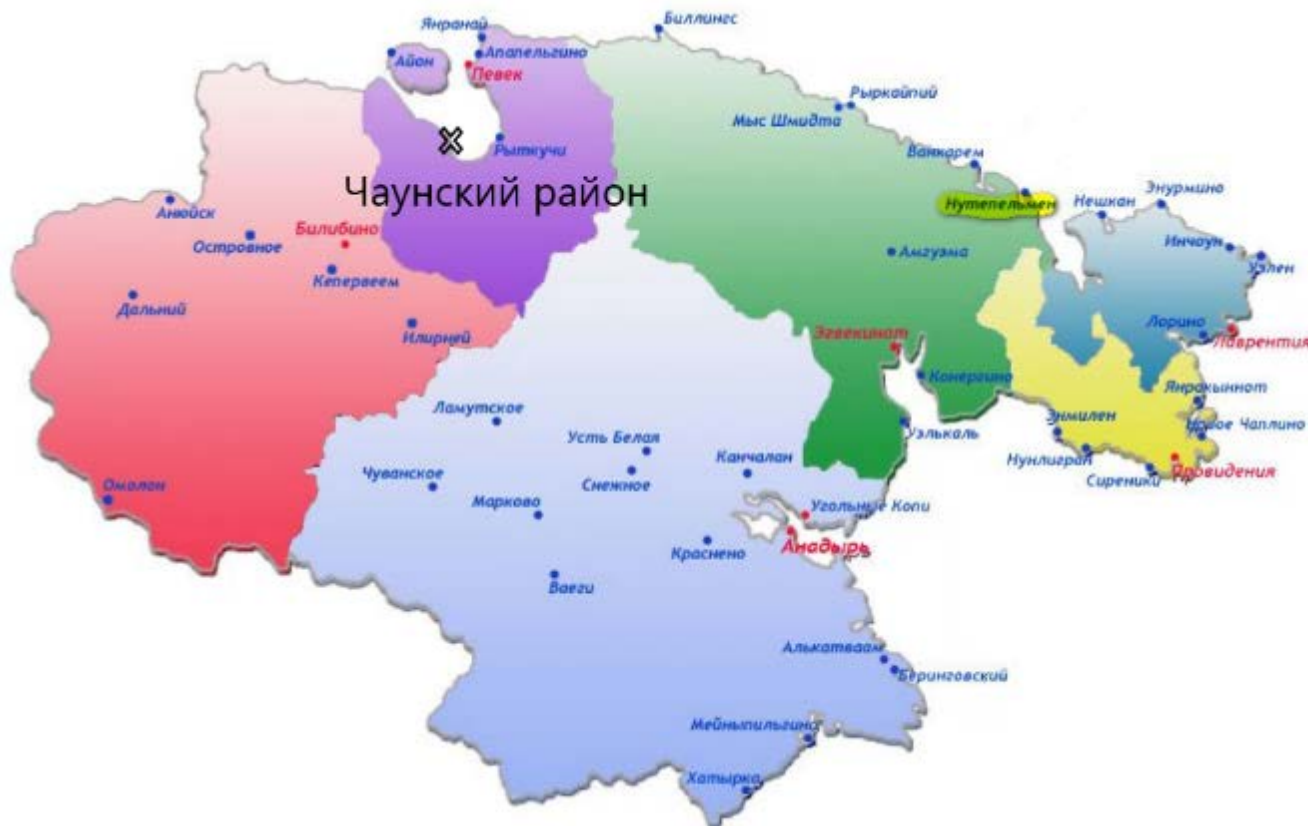 Биллингс
Янранай
Апапельгино
Айон
Певек
Рыркайпий
Мыс Шмидта
Рыткучи
Ванкарем
Чаунский район
Энурмино
Нешкан
Нутепельмен
Анюйск
Билибино
Островное
Инчоун
Амгуэма
Уэлен
Кепервеем
Дальний
Лорино
Илирней
Эгвекинот
Лаврентия
Конергино
Янракыннот
Ламутское
Энмилен
Новое Чаплино
Уэлькаль
Усть Белая
Нунлигран
Канчалан
Провидения
Чуванское
Снежное
Сиреники
Омолон
Марково
Угольные Копи
Анадырь
Краснено
Ваеги
Алькатваам
Беринговский
Мейныпильгино
Хатырка